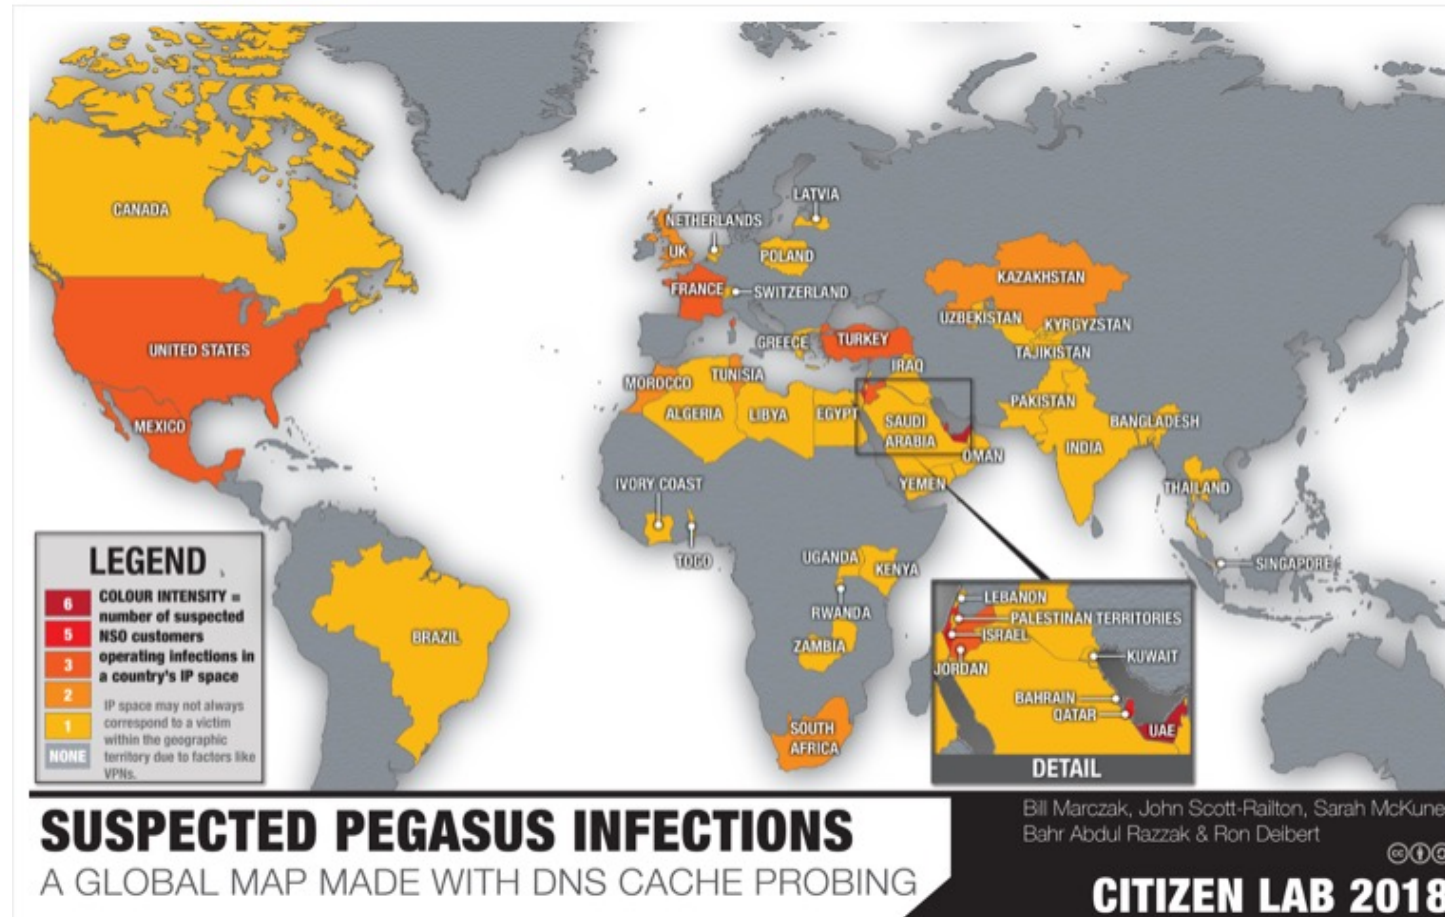 CANADA
UNITED STATES
MEXICO
BRAZIL
LATVIA
NETHERLANDS
UK
POLAND
FRANCE
SWITZERLAND
GREECE
TURKEY
KAZAKHSTAN
UZBEKISTAN
KYRGYZSTAN
TAJIKISTAN
MOROCCO
TUNISIA
ALGERIA
LIBYA
EGYPT
IRAQ
SAUDI
ARABIA
OMAN
YEMEN
PAKISTAN
INDIA
BANGLADESH
THAILAND
SINGAPORE
IVORY COAST
TOGO
UGANDA
KENYA
RWANDA
ZAMBIA
SOUTH
AFRICA
LEBANON
PALESTINAN TERRITORIES
ISRAEL
JORDAN
KUWAIT
BAHRAIN
QATAR
UAE
DETAIL
LEGEND
6
5
3
2
1
NONE
COLOUR INTENSITY =
number of suspected
NSO customers
operating infections in
a country's IP space
IP space may not always
correspond to a victim
within the geographic
territory due to factors like
VPNs.
SUSPECTED PEGASUS INFECTIONS
A GLOBAL MAP MADE WITH DNS CACHE PROBING
Bill Marczak, John Scott-Railton, Sarah McKune
Bahr Abdul Razzak & Ron Deibert
cc
CITIZEN LAB 2018